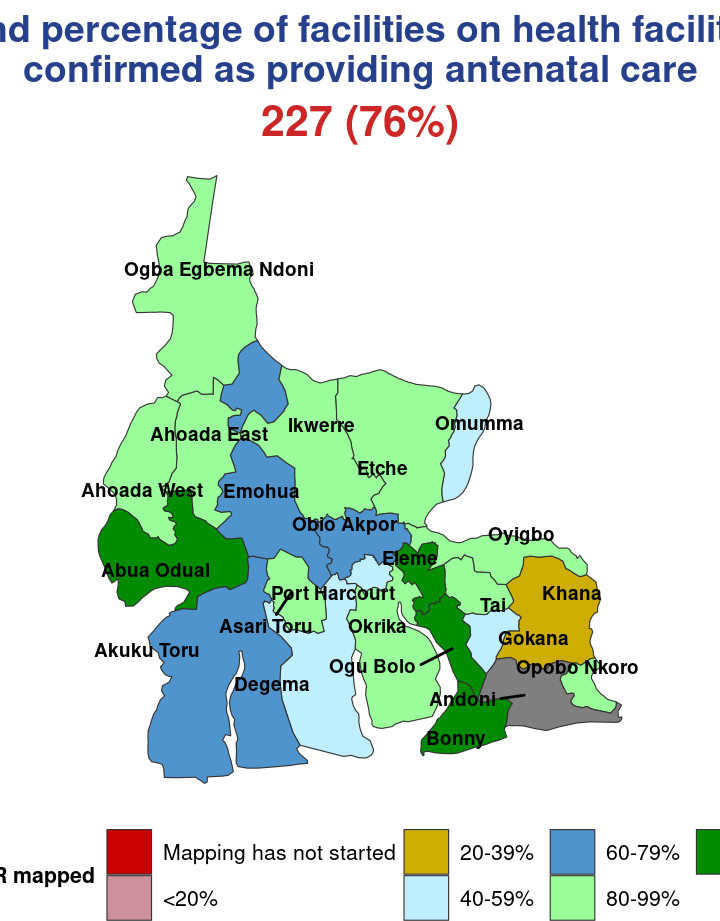 percentage of facilities on health
confirmed as providing antenatal care
227 (76%)
Ogba Egbema Ndoni
Omumma
Ikwerre
Ahoada East
Etche
Ahoada West
Emohua
Obio Akpor
Oyigbo
Eleme
Abua Odual
Port Harcourt
Khana
Tai
Asari Toru
Okrika
Gokana
Akuku Toru
Ogu Bolo
Opobo Nkoro
Degema
Andoni
Bonny
mapped
Mapping has not started
20-39%
60-79%
<20%
40-59%
80-99%